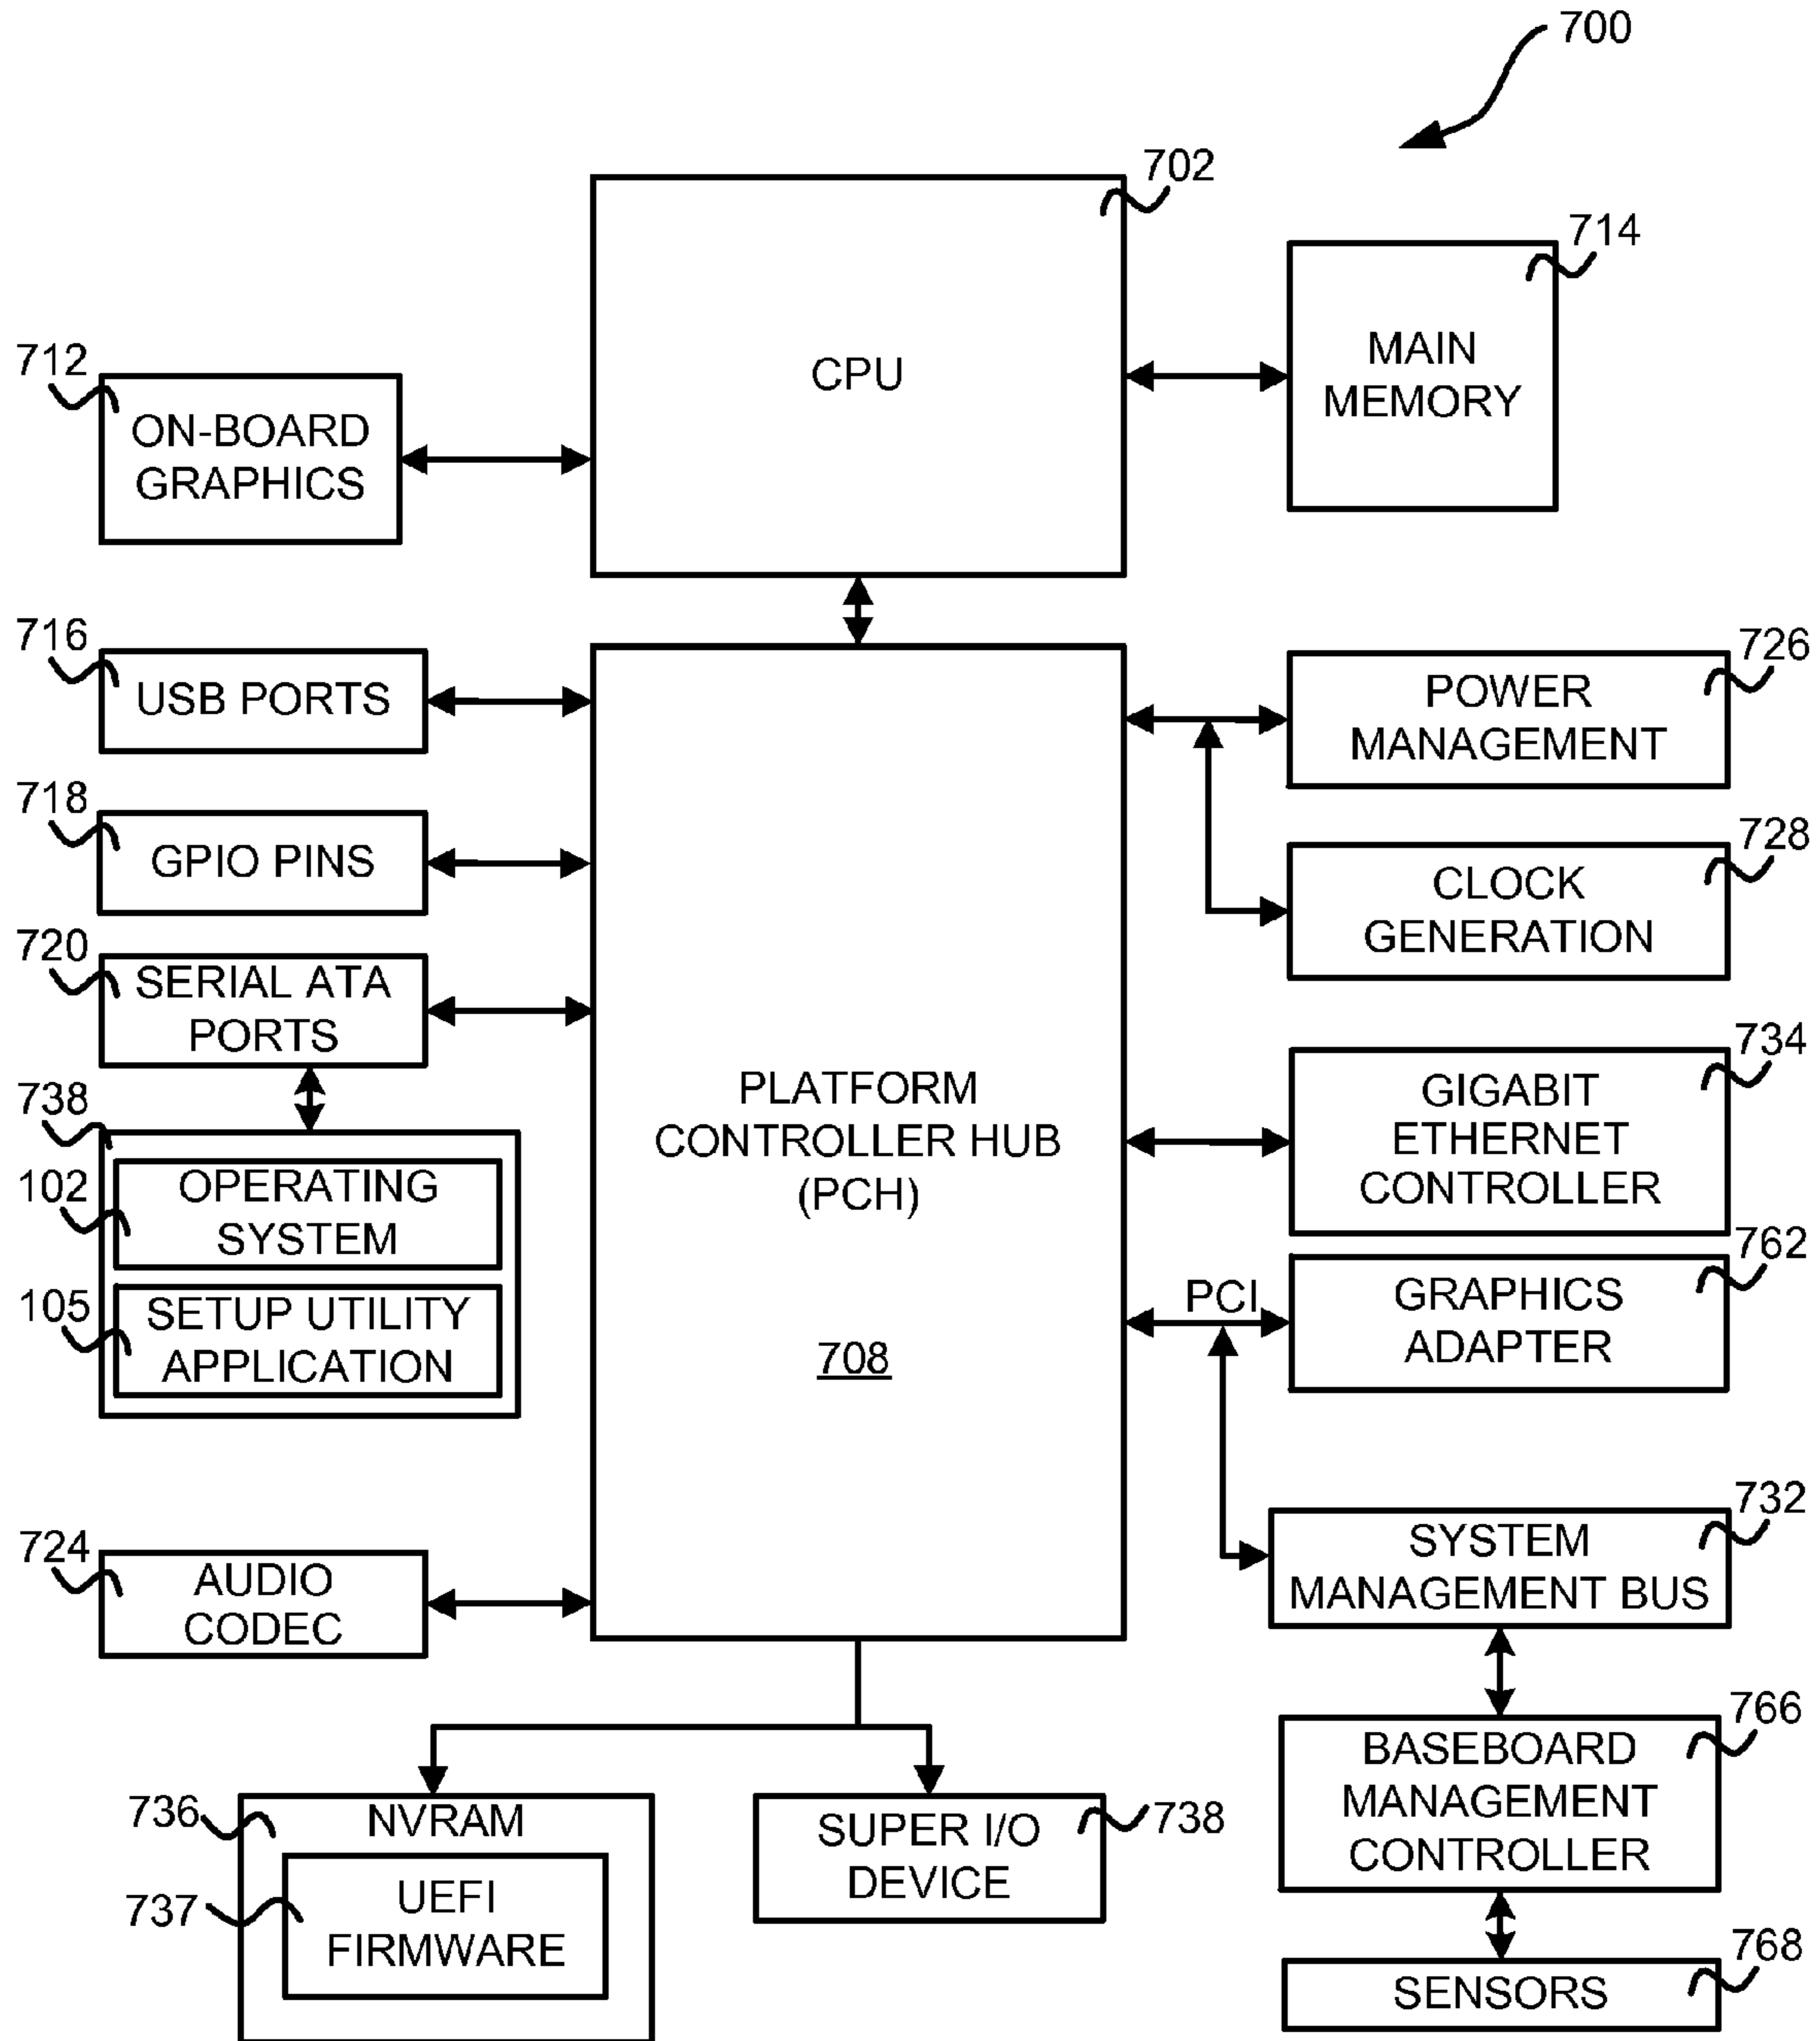 700
702
CPU
714
MAIN
MEMORY
712
ON-BOARD
GRAPHICS
716
USB PORTS
718
GPIO PINS
720
SERIAL ATA
PORTS
738
102
OPERATING
SYSTEM
105
SETUP UTILITY
APPLICATION
724
AUDIO
CODEC
PLATFORM
CONTROLLER HUB
(PCH)
708
726
POWER
MANAGEMENT
728
CLOCK
GENERATION
734
GIGABIT
ETHERNET
CONTROLLER
762
PCI
GRAPHICS
ADAPTER
732
SYSTEM
MANAGEMENT BUS
766
BASEBOARD
MANAGEMENT
CONTROLLER
768
SENSORS
736
NVRAM
737
UEFI
FIRMWARE
SUPER I/O
DEVICE
738